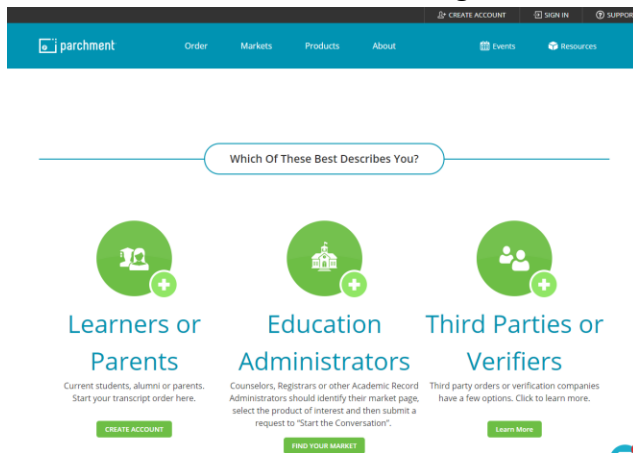 CREATE ACCOUNT SIGN IN SUPPOR
parchment Order Markets Products About Events Resources
Which Of These Best Describes You?
Learners or
Parents
Current students, alumni or parents.
Start your transcript order here.
CREATE ACCOUNT
Education
Administrators
Counselors, Registrars or other Academic Record
Administrators should identify their market page,
select the product of interest and then submit a
request to "Start the Conversation".
FIND YOUR MARKET
Third Parties or
Verifiers
Third party orders or verification companies
have a few options. Click to learn more.
Learn More